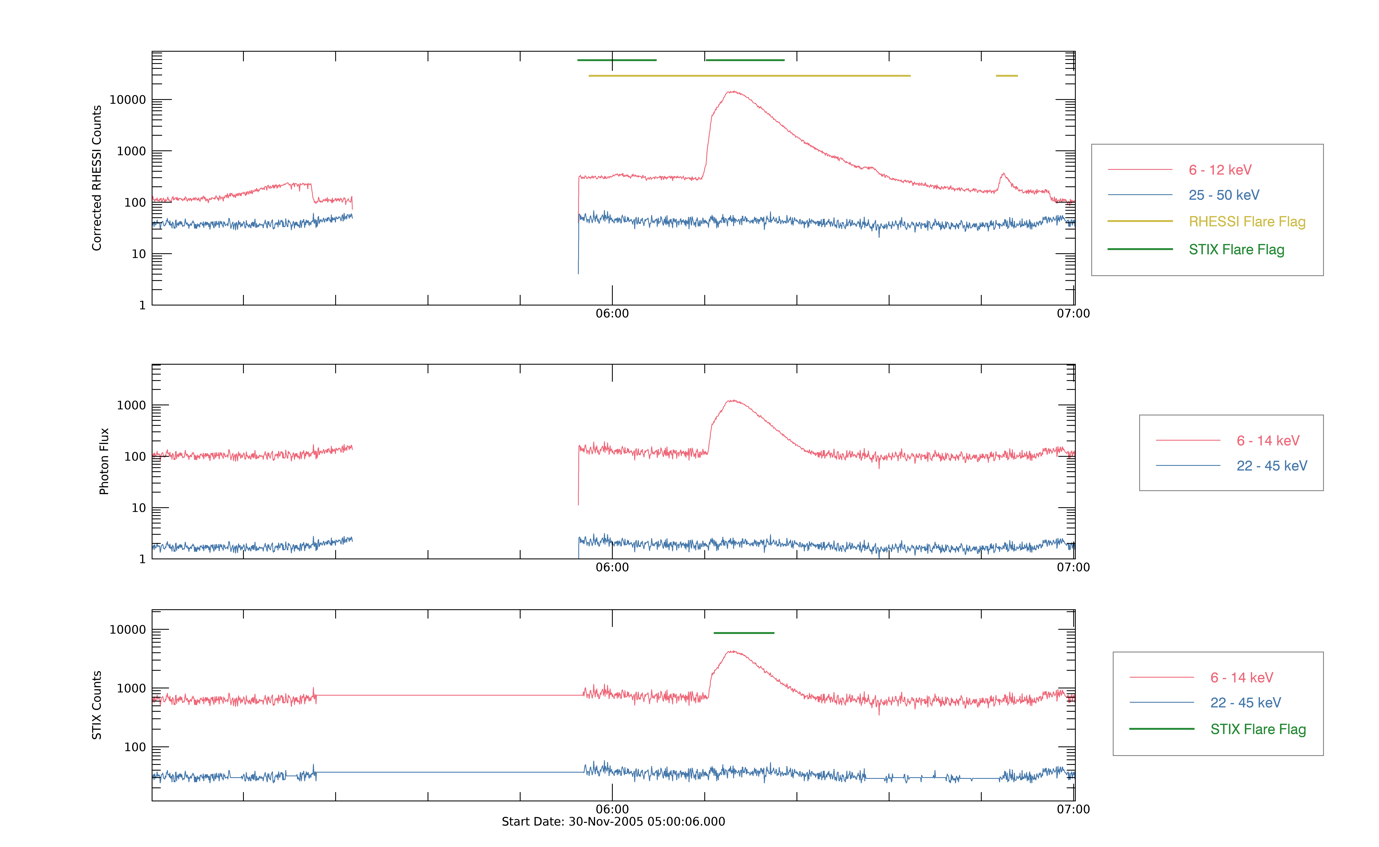 Corrected RHESSI Counts
10000
1000
100
10
1
06:00
07:00
6 - 12 keV
25 - 50 keV
RHESSI Flare Flag
STIX Flare Flag
Photon Flux
1000
100
10
1
06:00
07:00
6 - 14 keV
22 - 45 keV
STIX Counts
10000
1000
100
06:00
07:00
Start Date: 30-Nov-2005 05:00:06.000
6 - 14 keV
22 - 45 keV
STIX Flare Flag